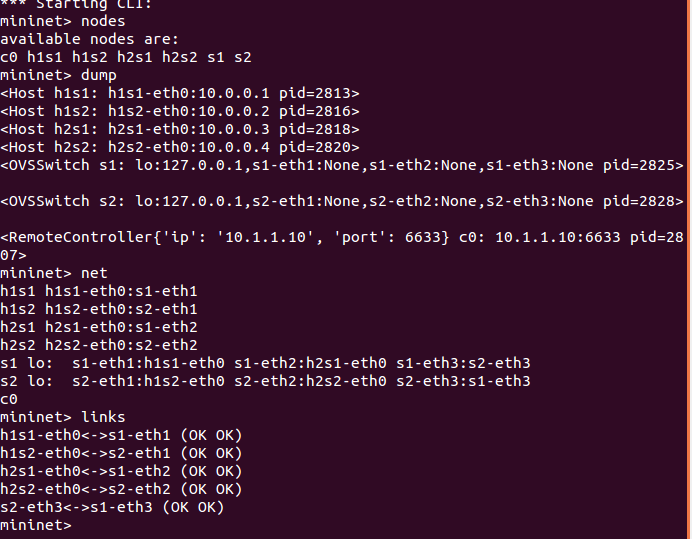 *** Starting CLI:
mininet> nodes
available nodes are:
c0 h1s1 h1s2 h2s1 h2s2 s1 s2
mininet> dump
<Host h1s1: h1s1-eth0:10.0.0.1 pid=2813>
<Host h1s2: h1s2-eth0:10.0.0.2 pid=2816>
<Host h2s1: h2s1-eth0:10.0.0.3 pid=2818>
<Host h2s2: h2s2-eth0:10.0.0.4 pid=2820>
<OVSSwitch s1: lo:127.0.0.1,s1-eth1:None,s1-eth2:None,s1-eth3:None pid=2825>
<OVSSwitch s2: lo:127.0.0.1,s2-eth1:None,s2-eth2:None,s2-eth3:None pid=2828>
<RemoteController{'ip': '10.1.1.10', 'port': 6633} c0: 10.1.1.10:6633 pid=28
07>
mininet> net
h1s1 h1s1-eth0:s1-eth1
h1s2 h1s2-eth0:s2-eth1
h2s1 h2s1-eth0:s1-eth2
h2s2 h2s2-eth0:s2-eth2
s1 lo:  s1-eth1:h1s1-eth0 s1-eth2:h2s1-eth0 s1-eth3:s2-eth3
s2 lo:  s2-eth1:h1s2-eth0 s2-eth2:h2s2-eth0 s2-eth3:s1-eth3
c0
mininet> links
h1s1-eth0<->s1-eth1 (OK OK)
h1s2-eth0<->s2-eth1 (OK OK)
h2s1-eth0<->s1-eth2 (OK OK)
h2s2-eth0<->s2-eth2 (OK OK)
s2-eth3<->s1-eth3 (OK OK)
mininet>